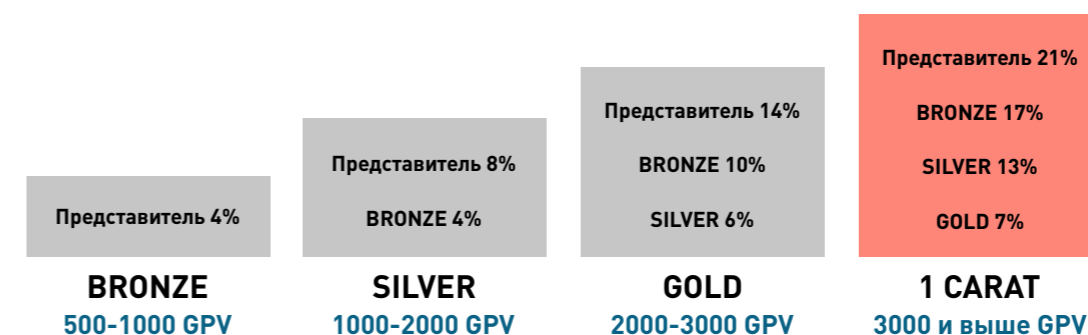 Представитель 4%
BRONZE
500-1000 GPV
Представитель 8%
BRONZE 4%
SILVER
1000-2000 GPV
Представитель 14%
BRONZE 10%
SILVER 6%
GOLD
2000-3000 GPV
Представитель 21%
BRONZE 17%
SILVER 13%
GOLD 7%
1 CARAT
3000 и выше GPV